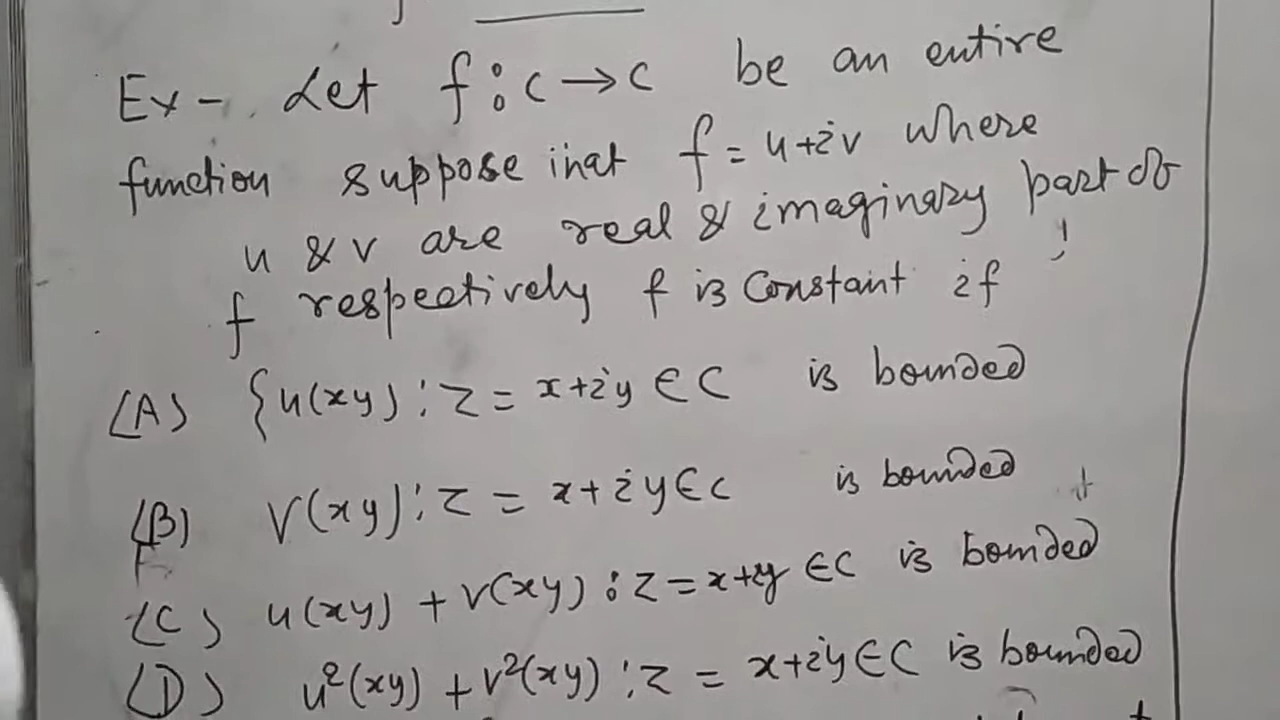 Ex - Let f : C → C be an entire
function suppose that f = u + iv where
u & v are real & imaginary part of
f respectively f is constant if
(A) {u(xy) : z = x + iy ∈ C is bounded
(B) V(xy) : z = x + iy ∈ C is bounded
(C) u(xy) + v(xy) : z = x + iy ∈ C is bounded
(D) u²(xy) + v²(xy) : z = x + iy ∈ C is bounded